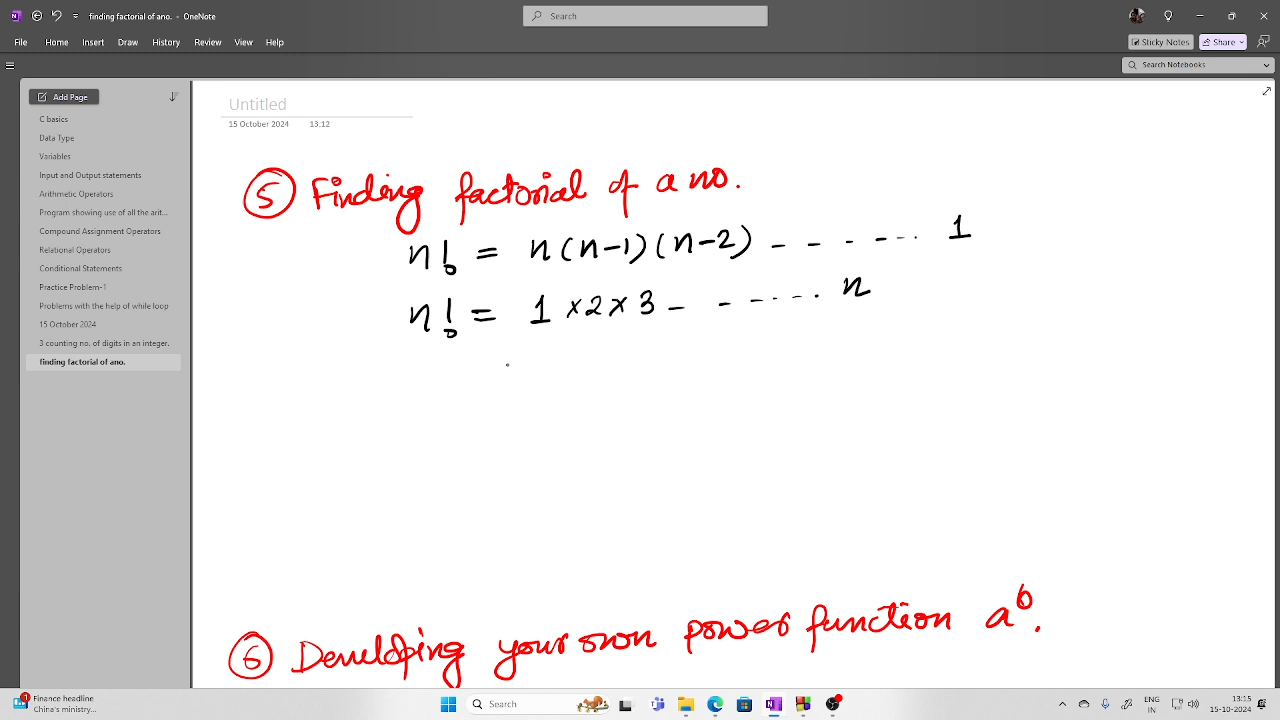 finding factorial of ano. - OneNote
Search
File Home Insert Draw History Review View Help
Sticky Notes Share
Search Notebooks
Add Page
C basics
Data Type
Variables
Input and Output statements
Arithmetic Operators
Program showing use of all the arit...
Compound Assignment Operators
Relational Operators
Conditional Statements
Practice Problem-1
Problems with the help of while loop
15 October 2024
3 counting no. of digits in an integer.
finding factorial of ano.
Untitled
15 October 2024 13:12
5 Finding factorial of a no.
n! = n(n-1)(n-2) - - - - ... 1
n! = 1 × 2 × 3 - - - ... n
6 Developing your own power function a^b.
1
Finance headline
China's ministry...
Search
ENG
IN
13:15
15-10-2024